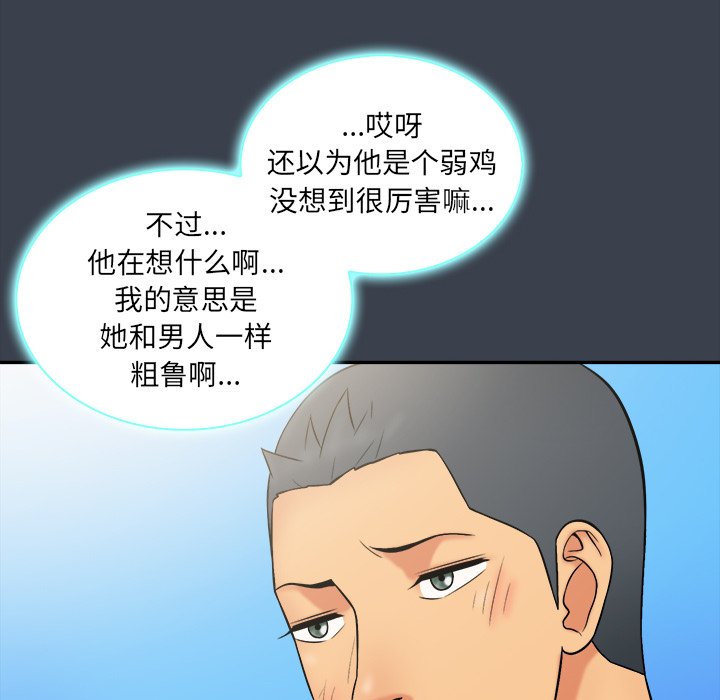 ...哎呀
还以为他是个弱鸡
没想到很厉害嘛...
不过...
他在想什么啊...
我的意思是
她和男人一样
粗鲁啊...